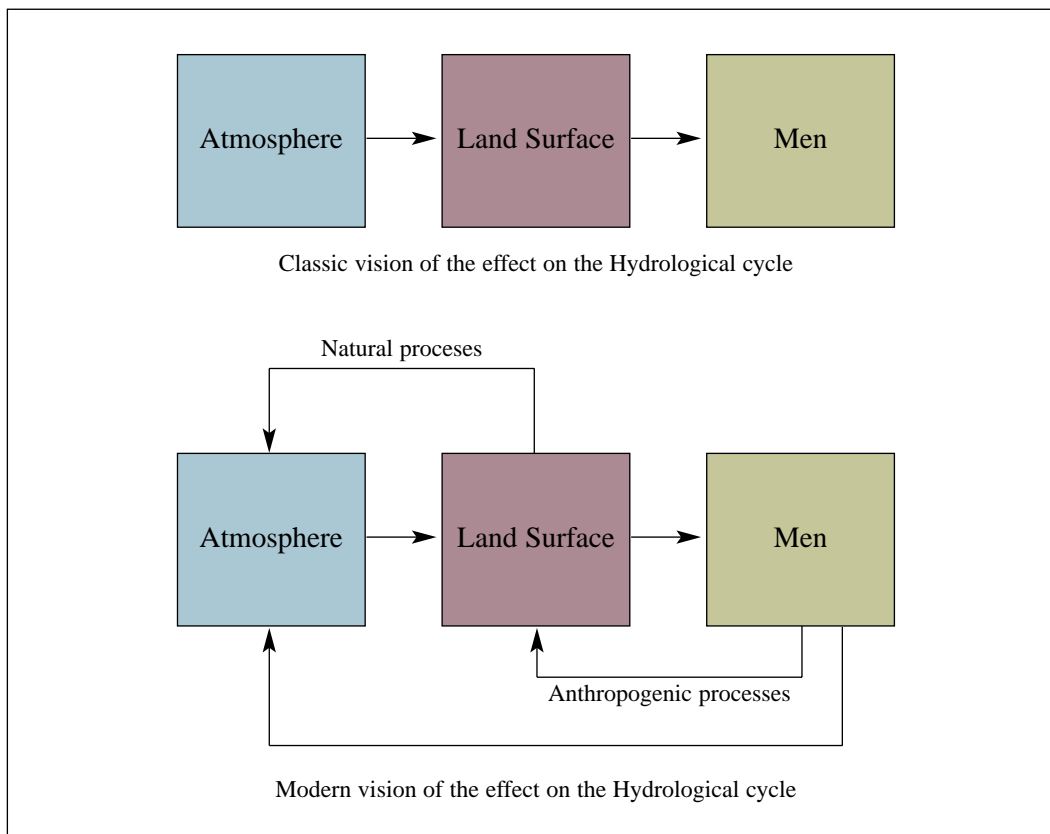 Atmosphere
Land Surface
Men
Classic vision of the effect on the Hydrological cycle
Natural proceses
Atmosphere
Land Surface
Men
Anthropogenic processes
Modern vision of the effect on the Hydrological cycle